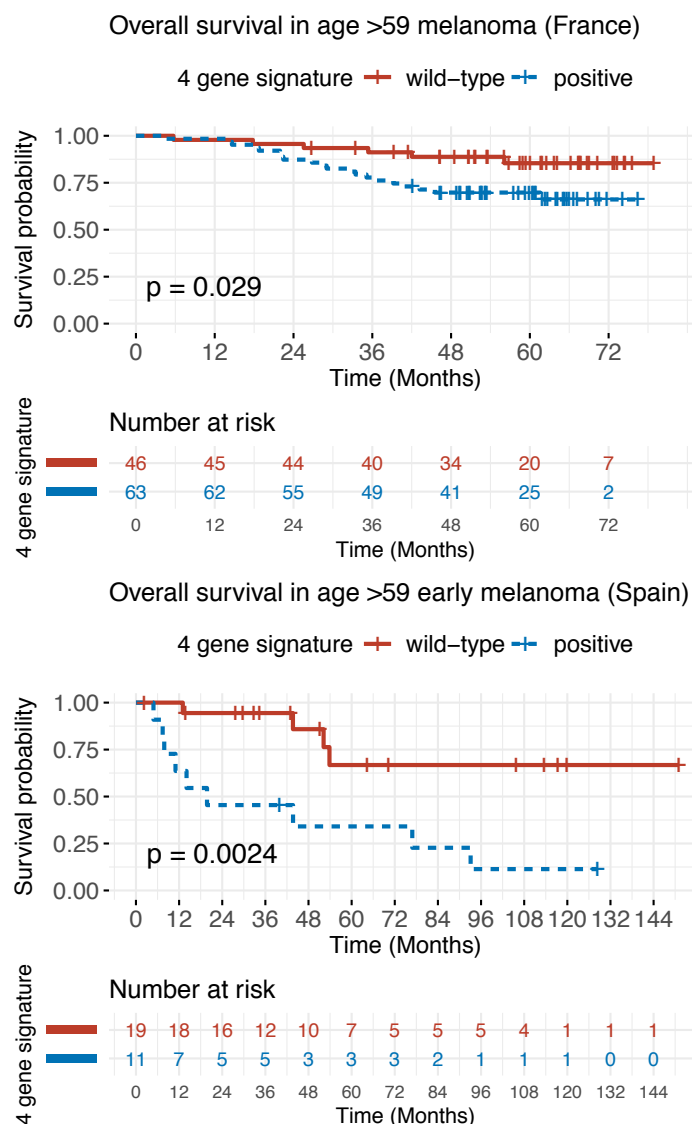 Overall survival in age >59 melanoma (France)
4 gene signature wild−type positive
Survival probability
1.00
0.75
0.50
0.25
0.00
p = 0.029
0 12 24 36 48 60 72
Time (Months)
Number at risk
4 gene signature
46 45 44 40 34 20 7
63 62 55 49 41 25 2
0 12 24 36 48 60 72
Time (Months)
Overall survival in age >59 early melanoma (Spain)
4 gene signature wild−type positive
Survival probability
1.00
0.75
0.50
0.25
0.00
p = 0.0024
0 12 24 36 48 60 72 84 96 108 120 132 144
Time (Months)
Number at risk
4 gene signature
19 18 16 12 10 7 5 5 5 4 1 1 1
11 7 5 5 3 3 3 2 1 1 1 0 0
0 12 24 36 48 60 72 84 96 108 120 132 144
Time (Months)